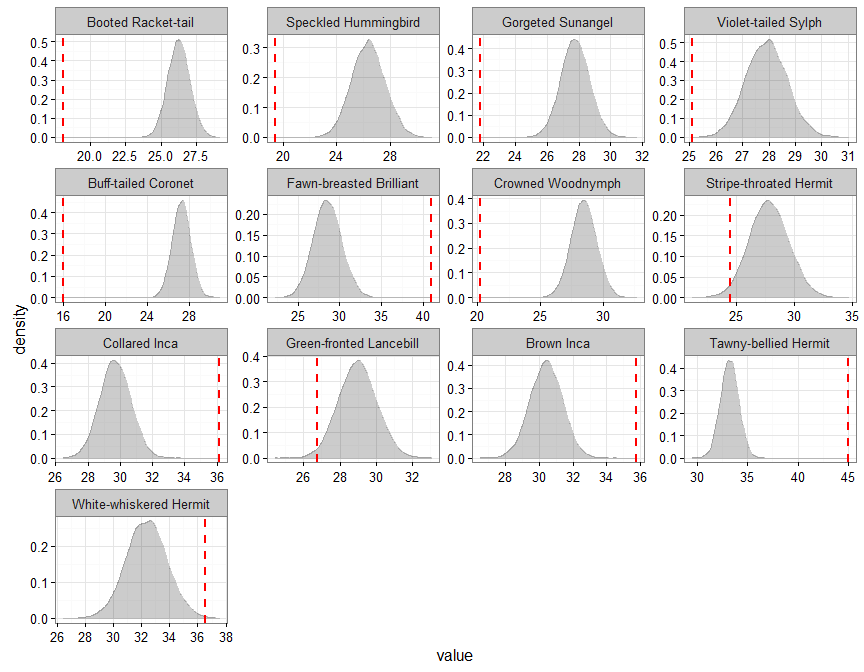 Booted Racket-tail Speckled Hummingbird Gorgeted Sunangel Violet-tailed Sylph
0.5 0.4 0.3 0.2 0.1 0.0
0.3 0.2 0.1 0.0
0.4 0.3 0.2 0.1 0.0
0.5 0.4 0.3 0.2 0.1 0.0
20.0 22.5 25.0 27.5 20 24 28 22 24 26 28 30 32 25 26 27 28 29 30 31
Buff-tailed Coronet Fawn-breasted Brilliant Crowned Woodnymph Stripe-throated Hermit
0.4 0.3 0.2 0.1 0.0
0.20 0.15 0.10 0.05 0.00
0.4 0.3 0.2 0.1 0.0
0.20 0.15 0.10 0.05 0.00
16 20 24 28 25 30 35 40 20 25 30 25 30 35
density
Collared Inca Green-fronted Lancebill Brown Inca Tawny-bellied Hermit
0.4 0.3 0.2 0.1 0.0
0.4 0.3 0.2 0.1 0.0
0.4 0.3 0.2 0.1 0.0
0.4 0.3 0.2 0.1 0.0
26 28 30 32 34 36 26 28 30 32 28 30 32 34 36 30 35 40 45
White-whiskered Hermit
0.2 0.1 0.0
26 28 30 32 34 36 38
value